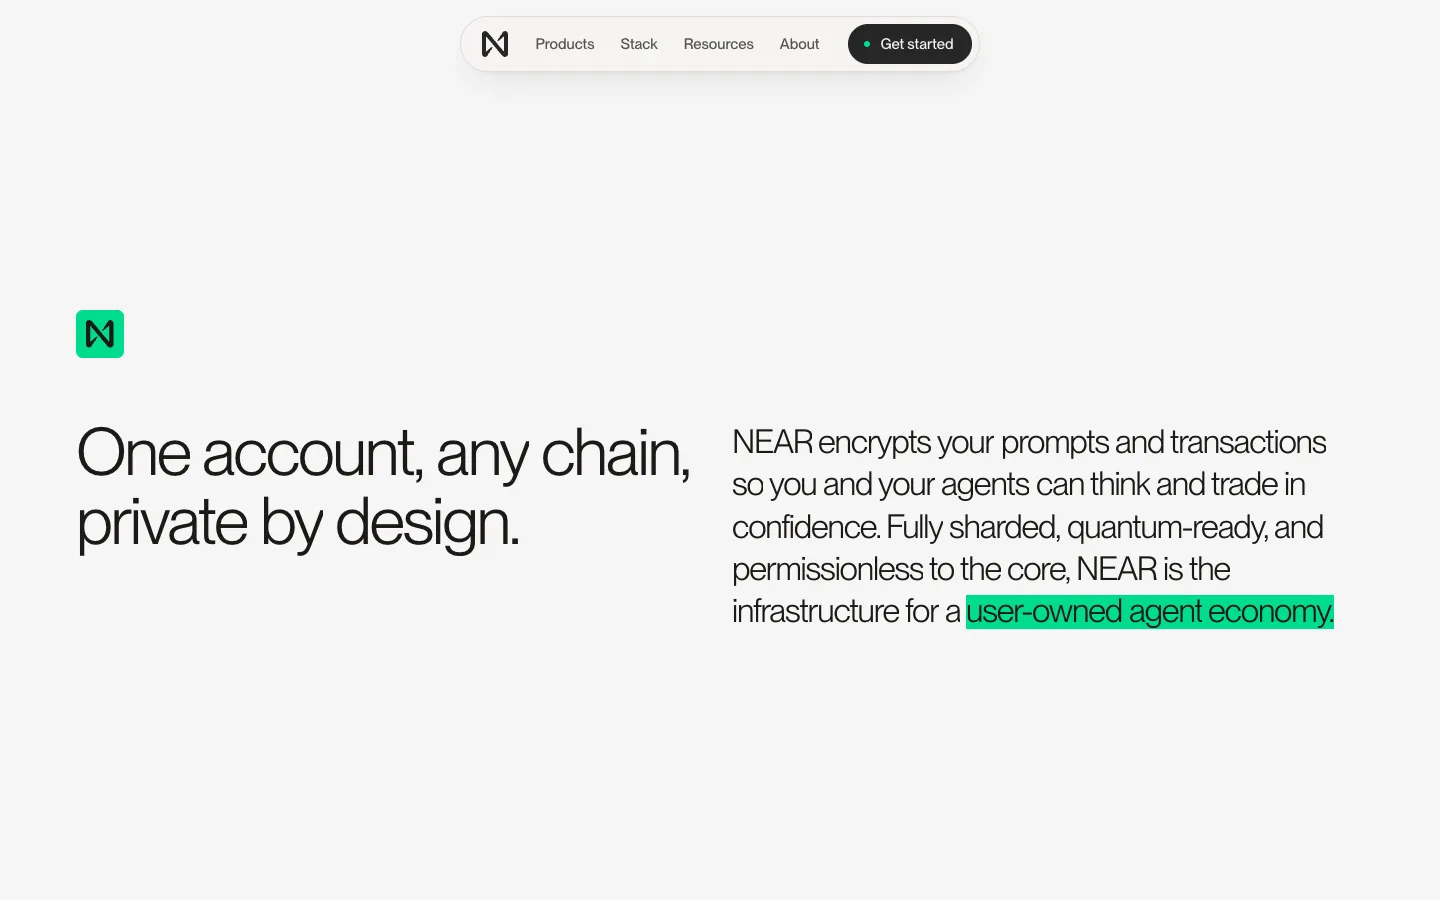 Products
Stack
Resources
About
Get started
One account, any chain,
private by design.
NEAR encrypts your prompts and transactions
so you and your agents can think and trade in
confidence. Fully sharded, quantum-ready, and
permissionless to the core, NEAR is the
infrastructure for a user-owned agent economy.